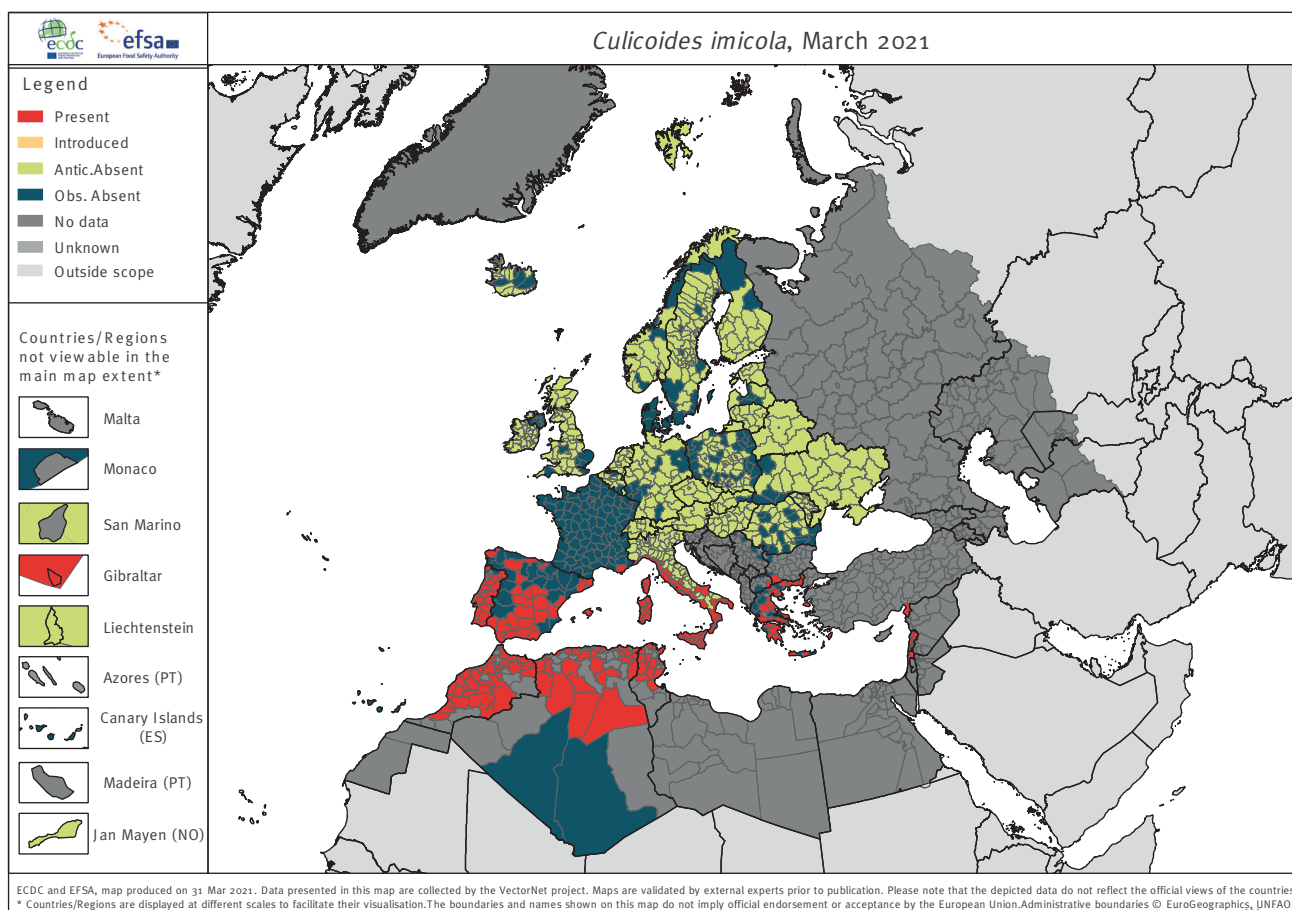 ecdc
efsa
European Food Safety Authority
Culicoides imicola, March 2021
Legend
Present
Introduced
Antic.Absent
Obs. Absent
No data
Unknown
Outside scope
Countries/Regions
not viewable in the
main map extent*
Malta
Monaco
San Marino
Gibraltar
Liechtenstein
Azores (PT)
Canary Islands
(ES)
Madeira (PT)
Jan Mayen (NO)
ECDC and EFSA, map produced on 31 Mar 2021. Data presented in this map are collected by the VectorNet project. Maps are validated by external experts prior to publication. Please note that the depicted data do not reflect the official views of the countries
* Countries/Regions are displayed at different scales to facilitate their visualisation.The boundaries and names shown on this map do not imply official endorsement or acceptance by the European Union.Administrative boundaries © EuroGeographics, UNFAO